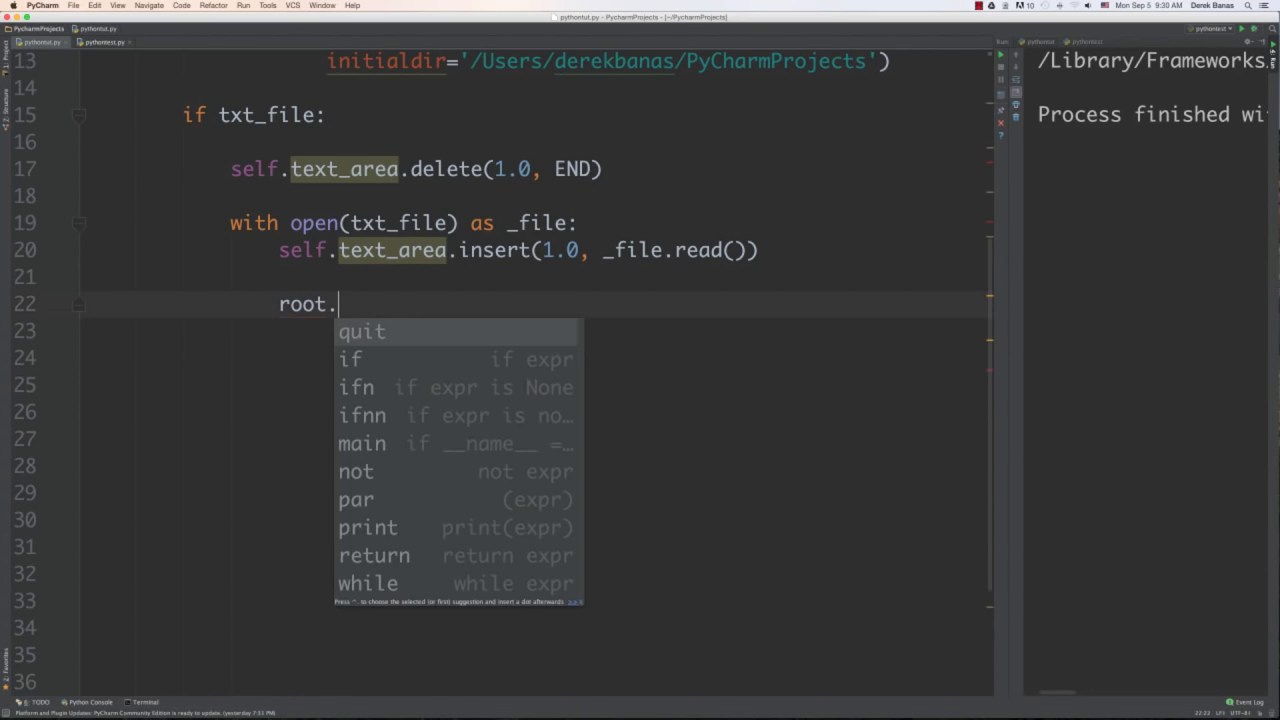 PyCharm File Edit View Navigate Code Refactor Run Tools VCS Window Help 10 Mon Sep 5 9:30 AM Derek Banas
pythontut.py - PycharmProjects - [~/PycharmProjects]
PycharmProjects pythontut.py pythontest
pythontut.py pythontest.py Run: pythontut pythontest
1: Project
7: Structure
2: Favorites
Run
13 initialdir='/Users/derekbanas/PyCharmProjects')
14
15 if txt_file:
16
17 self.text_area.delete(1.0, END)
18
19 with open(txt_file) as _file:
20 self.text_area.insert(1.0, _file.read())
21
22 root.
23 quit
24 if if expr
25 ifn if expr is None
26 ifnn if expr is no…
27 main if __name__ =…
28 not not expr
29 par (expr)
30 print print(expr)
31 return return expr
32 while while expr
33 Press ^. to choose the selected (or first) suggestion and insert a dot afterwards >>
34
35
36
/Library/Frameworks
Process finished wi
6: TODO Python Console Terminal Event Log
Platform and Plugin Updates: PyCharm Community Edition is ready to update. (yesterday 7:51 PM) 22:22 LF÷ UTF-8÷